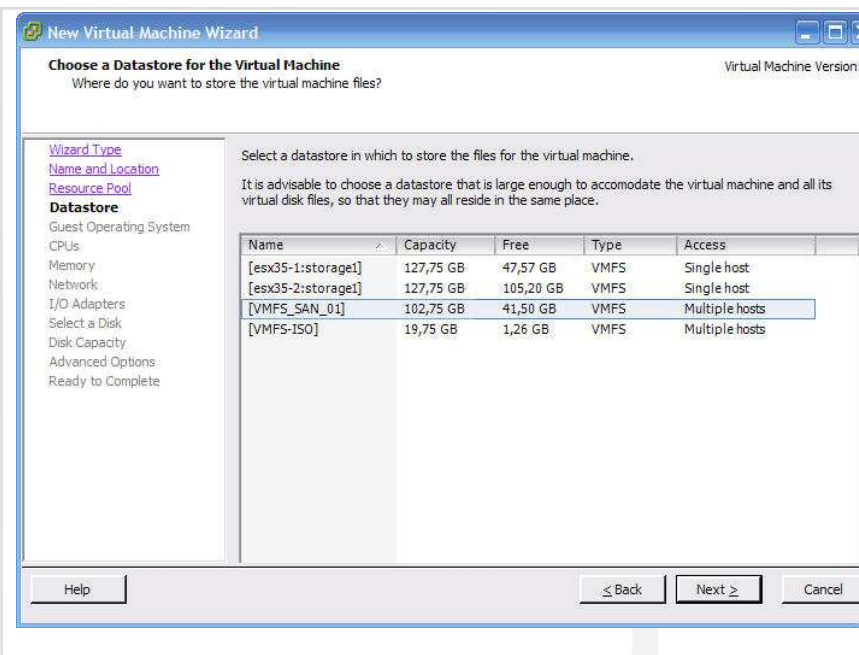 New Virtual Machine Wizard
Choose a Datastore for the Virtual Machine
Where do you want to store the virtual machine files?
Virtual Machine Version:
Wizard Type
Name and Location
Resource Pool
Datastore
Guest Operating System
CPUs
Memory
Network
I/O Adapters
Select a Disk
Disk Capacity
Advanced Options
Ready to Complete
Select a datastore in which to store the files for the virtual machine.
It is advisable to choose a datastore that is large enough to accomodate the virtual machine and all its
virtual disk files, so that they may all reside in the same place.
Name Capacity Free Type Access
[esx35-1:storage1] 127,75 GB 47,57 GB VMFS Single host
[esx35-2:storage1] 127,75 GB 105,20 GB VMFS Single host
[VMFS_SAN_01] 102,75 GB 41,50 GB VMFS Multiple hosts
[VMFS-ISO] 19,75 GB 1,26 GB VMFS Multiple hosts
Help < Back Next > Cancel